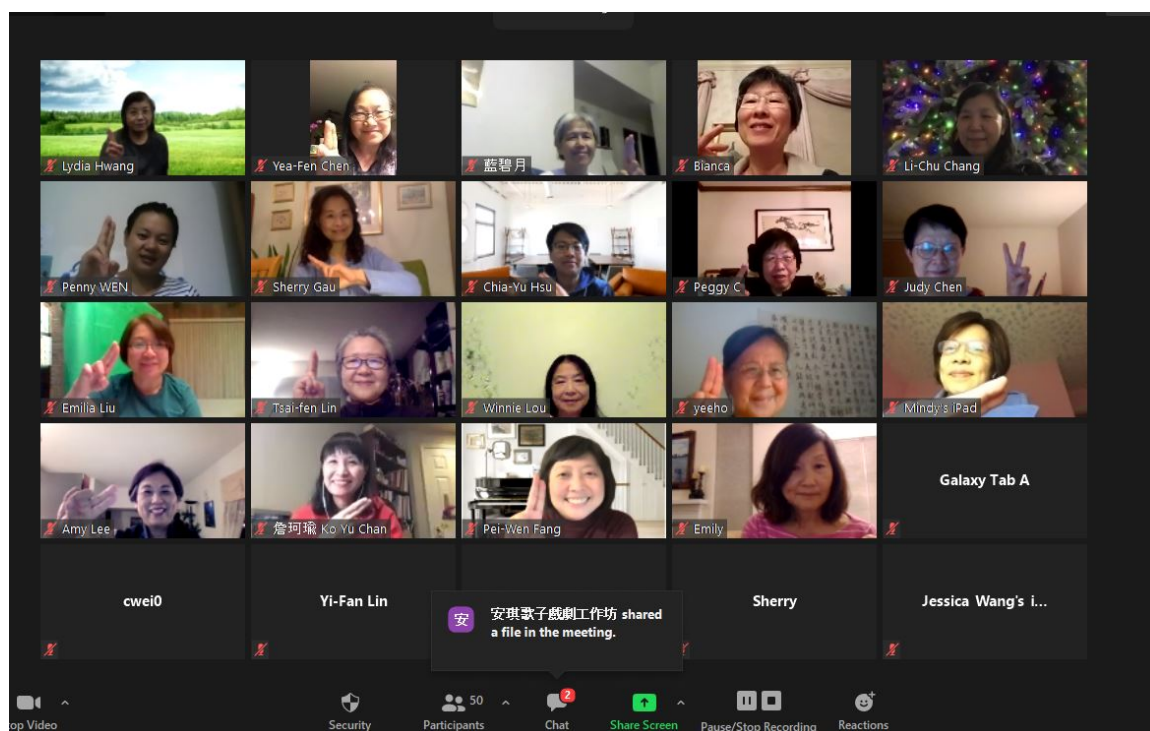 Lydia Hwang
Yea-Fen Chen
藍碧月
Bianca
Li-Chu Chang
Penny WEN
Sherry Gau
Chia-Yu Hsu
Peggy C
Judy Chen
Emilia Liu
Tsai-fen Lin
Winnie Lou
yeeho
Mindy's iPad
Amy Lee
詹珂瑜 Ko Yu Chan
Pei-Wen Fang
Emily
Galaxy Tab A
cwei0
Yi-Fan Lin
Sherry
Jessica Wang's i...
安
安琪歌子戲劇工作坊 shared
a file in the meeting.
op Video
Security
50
Participants
2
Chat
Share Screen
Pause/Stop Recording
Reactions